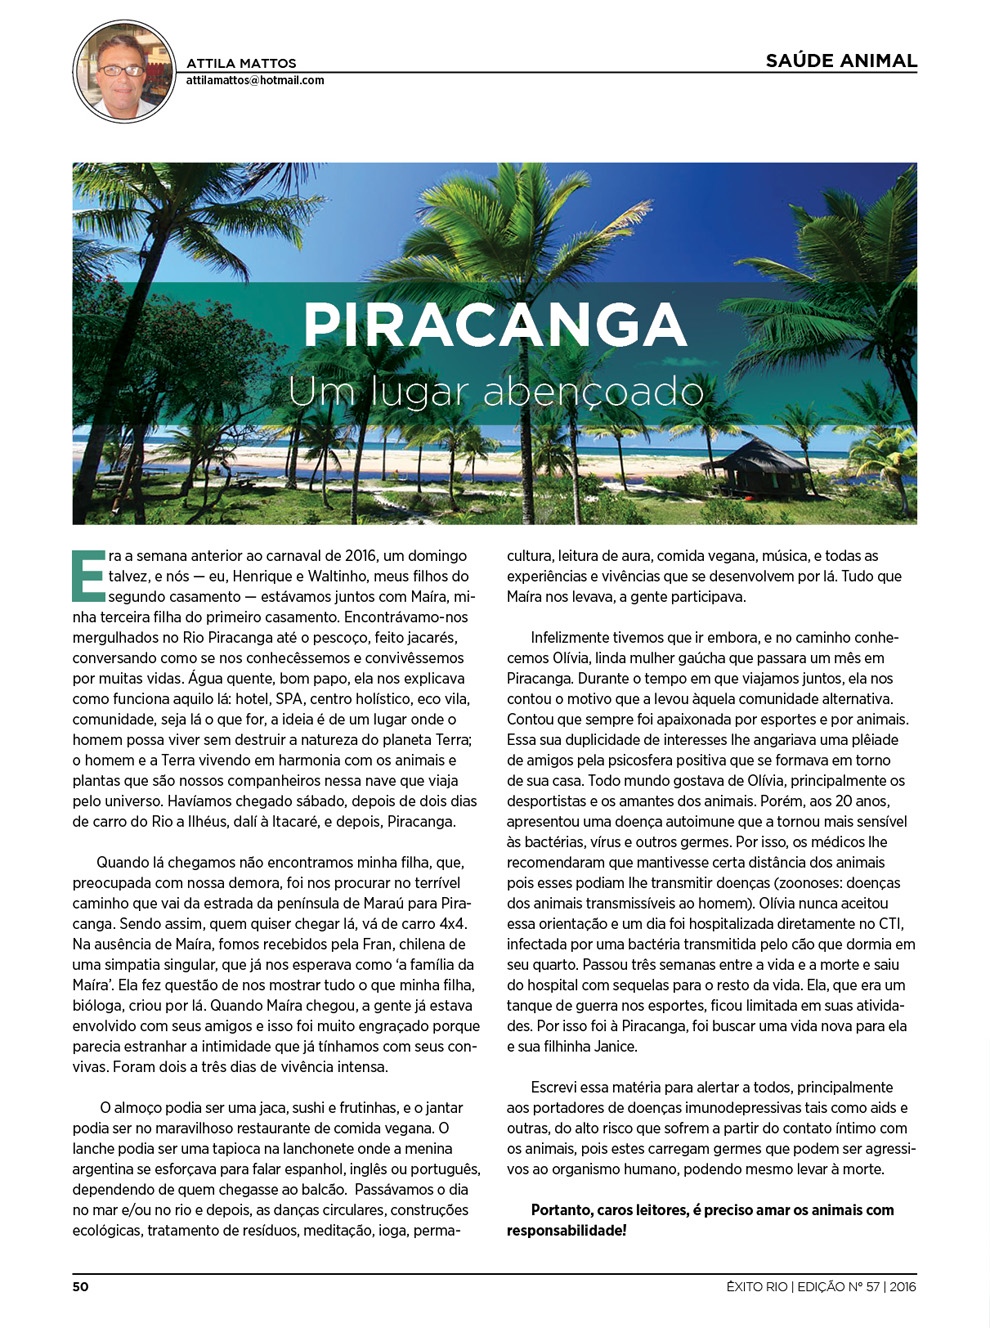 ATTILA MATTOS
attilamattos@hotmail.com
SAÚDE ANIMAL
PIRACANGA
Um lugar abençoado
Era a semana anterior ao carnaval de 2016, um domingo
talvez, e nós — eu, Henrique e Waltinho, meus filhos do
segundo casamento — estávamos juntos com Maíra, mi-
nha terceira filha do primeiro casamento. Encontrávamo-nos
mergulhados no Rio Piracanga até o pescoço, feito jacarés,
conversando como se nos conhecêssemos e convivêssemos
por muitas vidas. Água quente, bom papo, ela nos explicava
como funciona aquilo lá: hotel, SPA, centro holístico, eco vila,
comunidade, seja lá o que for, a ideia é de um lugar onde o
homem possa viver sem destruir a natureza do planeta Terra;
o homem e a Terra vivendo em harmonia com os animais e
plantas que são nossos companheiros nessa nave que viaja
pelo universo. Havíamos chegado sábado, depois de dois dias
de carro do Rio a Ilhéus, dalí à Itacaré, e depois, Piracanga.
Quando lá chegamos não encontramos minha filha, que,
preocupada com nossa demora, foi nos procurar no terrível
caminho que vai da estrada da península de Maraú para Pira-
canga. Sendo assim, quem quiser chegar lá, vá de carro 4x4.
Na ausência de Maíra, fomos recebidos pela Fran, chilena de
uma simpatia singular, que já nos esperava como ‘a família da
Maíra’. Ela fez questão de nos mostrar tudo o que minha filha,
bióloga, criou por lá. Quando Maíra chegou, a gente já estava
envolvido com seus amigos e isso foi muito engraçado porque
parecia estranhar a intimidade que já tínhamos com seus con-
vivas. Foram dois a três dias de vivência intensa.
O almoço podia ser uma jaca, sushi e frutinhas, e o jantar
podia ser no maravilhoso restaurante de comida vegana. O
lanche podia ser uma tapioca na lanchonete onde a menina
argentina se esforçava para falar espanhol, inglês ou português,
dependendo de quem chegasse ao balcão. Passávamos o dia
no mar e/ou no rio e depois, as danças circulares, construções
ecológicas, tratamento de resíduos, meditação, ioga, perma-
cultura, leitura de aura, comida vegana, música, e todas as
experiências e vivências que se desenvolvem por lá. Tudo que
Maíra nos levava, a gente participava.
Infelizmente tivemos que ir embora, e no caminho conhe-
cemos Olívia, linda mulher gaúcha que passara um mês em
Piracanga. Durante o tempo em que viajamos juntos, ela nos
contou o motivo que a levou àquela comunidade alternativa.
Contou que sempre foi apaixonada por esportes e por animais.
Essa sua duplicidade de interesses lhe angariava uma plêiade
de amigos pela psicosfera positiva que se formava em torno
de sua casa. Todo mundo gostava de Olívia, principalmente os
desportistas e os amantes dos animais. Porém, aos 20 anos,
apresentou uma doença autoimune que a tornou mais sensível
às bactérias, vírus e outros germes. Por isso, os médicos lhe
recomendaram que mantivesse certa distância dos animais
pois esses podiam lhe transmitir doenças (zoonoses: doenças
dos animais transmissíveis ao homem). Olívia nunca aceitou
essa orientação e um dia foi hospitalizada diretamente no CTI,
infectada por uma bactéria transmitida pelo cão que dormia em
seu quarto. Passou três semanas entre a vida e a morte e saiu
do hospital com sequelas para o resto da vida. Ela, que era um
tanque de guerra nos esportes, ficou limitada em suas ativida-
des. Por isso foi à Piracanga, foi buscar uma vida nova para ela
e sua filhinha Janice.
Escrevi essa matéria para alertar a todos, principalmente
aos portadores de doenças imunodepressivas tais como aids e
outras, do alto risco que sofrem a partir do contato íntimo com
os animais, pois estes carregam germes que podem ser agressi-
vos ao organismo humano, podendo mesmo levar à morte.
Portanto, caros leitores, é preciso amar os animais com
responsabilidade!
50
ÊXITO RIO | EDIÇÃO Nº 57 | 2016